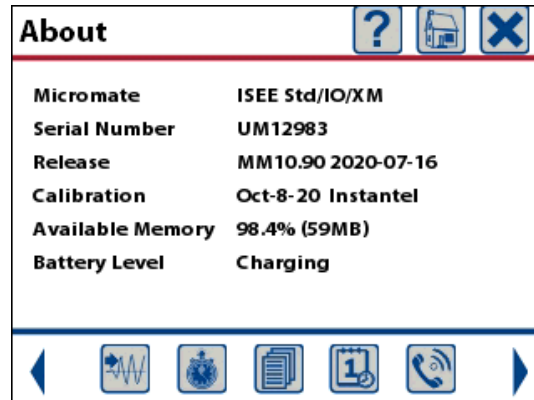 About
?
Micromate ISEE Std/IO/XM
Serial Number UM12983
Release MM10.90 2020-07-16
Calibration Oct-8-20 Instantel
Available Memory 98.4% (59MB)
Battery Level Charging
1